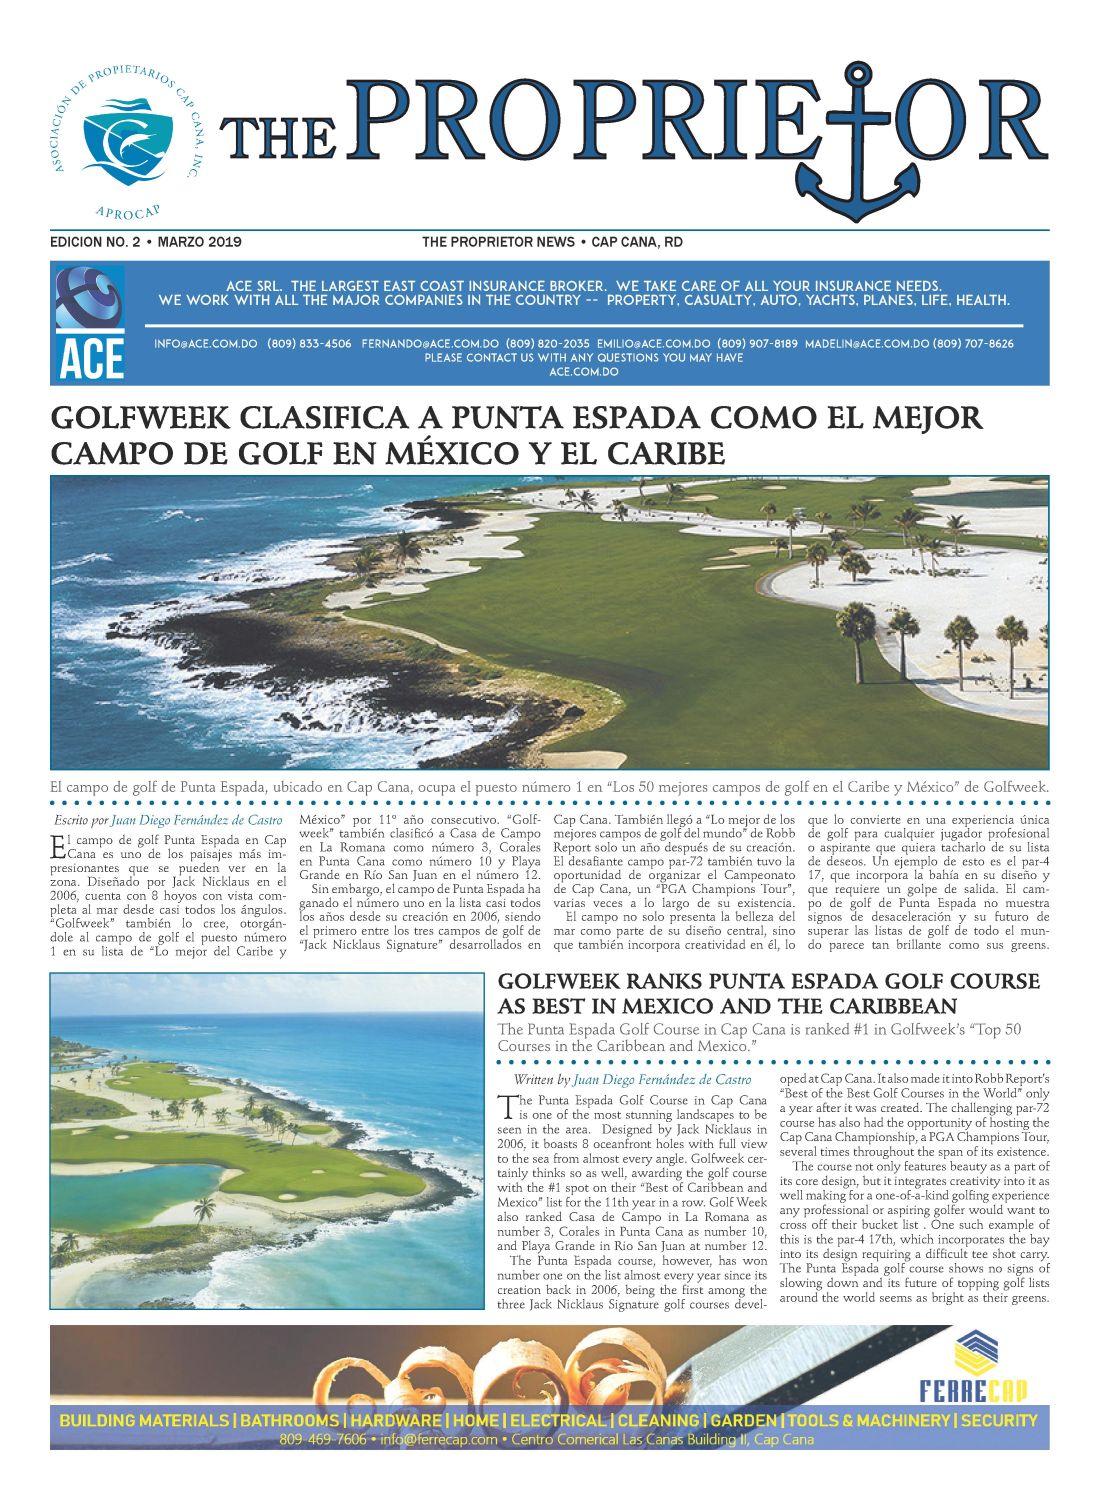 ASOCIACIÓN DE PROPIETARIOS CAP CANA, INC.
APROCAP
THE PROPRIETOR
EDICION NO. 2 • MARZO 2019
THE PROPRIETOR NEWS • CAP CANA, RD
ACE
ACE SRL. THE LARGEST EAST COAST INSURANCE BROKER. WE TAKE CARE OF ALL YOUR INSURANCE NEEDS.
WE WORK WITH ALL THE MAJOR COMPANIES IN THE COUNTRY -- PROPERTY, CASUALTY, AUTO, YACHTS, PLANES, LIFE, HEALTH.
INFO@ACE.COM.DO (809) 833-4506 FERNANDO@ACE.COM.DO (809) 820-2035 EMILIO@ACE.COM.DO (809) 907-8189 MADELIN@ACE.COM.DO (809) 707-8626
PLEASE CONTACT US WITH ANY QUESTIONS YOU MAY HAVE
ACE.COM.DO
GOLFWEEK CLASIFICA A PUNTA ESPADA COMO EL MEJOR
CAMPO DE GOLF EN MÉXICO Y EL CARIBE
El campo de golf de Punta Espada, ubicado en Cap Cana, ocupa el puesto número 1 en “Los 50 mejores campos de golf en el Caribe y México” de Golfweek.
Escrito por Juan Diego Fernández de Castro
El campo de golf Punta Espada en Cap
Cana es uno de los paisajes más im-
presionantes que se pueden ver en la
zona. Diseñado por Jack Nicklaus en el
2006, cuenta con 8 hoyos con vista com-
pleta al mar desde casi todos los ángulos.
“Golfweek” también lo cree, otorgán-
dole al campo de golf el puesto número
1 en su lista de “Lo mejor del Caribe y
México” por 11° año consecutivo. “Golf-
week” también clasificó a Casa de Campo
en La Romana como número 3, Corales
en Punta Cana como número 10 y Playa
Grande en Río San Juan en el número 12.
Sin embargo, el campo de Punta Espada ha
ganado el número uno en la lista casi todos
los años desde su creación en 2006, siendo
el primero entre los tres campos de golf de
“Jack Nicklaus Signature” desarrollados en
Cap Cana. También llegó a “Lo mejor de los
mejores campos de golf del mundo” de Robb
Report solo un año después de su creación.
El desafiante campo par-72 también tuvo la
oportunidad de organizar el Campeonato
de Cap Cana, un “PGA Champions Tour”,
varias veces a lo largo de su existencia.
El campo no solo presenta la belleza del
mar como parte de su diseño central, sino
que también incorpora creatividad en él, lo
que lo convierte en una experiencia única
de golf para cualquier jugador profesional
o aspirante que quiera tacharlo de su lista
de deseos. Un ejemplo de esto es el par-4
17, que incorpora la bahía en su diseño y
que requiere un golpe de salida. El cam-
po de golf de Punta Espada no muestra
signos de desaceleración y su futuro de
superar las listas de golf de todo el mun-
do parece tan brillante como sus greens.
GOLFWEEK RANKS PUNTA ESPADA GOLF COURSE
AS BEST IN MEXICO AND THE CARIBBEAN
The Punta Espada Golf Course in Cap Cana is ranked #1 in Golfweek’s “Top 50
Courses in the Caribbean and Mexico.”
Written by Juan Diego Fernández de Castro
The Punta Espada Golf Course in Cap Cana
is one of the most stunning landscapes to be
seen in the area. Designed by Jack Nicklaus in
2006, it boasts 8 oceanfront holes with full view
to the sea from almost every angle. Golfweek cer-
tainly thinks so as well, awarding the golf course
with the #1 spot on their “Best of Caribbean and
Mexico” list for the 11th year in a row. Golf Week
also ranked Casa de Campo in La Romana as
number 3, Corales in Punta Cana as number 10,
and Playa Grande in Rio San Juan at number 12.
The Punta Espada course, however, has won
number one on the list almost every year since its
creation back in 2006, being the first among the
three Jack Nicklaus Signature golf courses devel-
oped at Cap Cana. It also made it into Robb Report’s
“Best of the Best Golf Courses in the World” only
a year after it was created. The challenging par-72
course has also had the opportunity of hosting the
Cap Cana Championship, a PGA Champions Tour,
several times throughout the span of its existence.
The course not only features beauty as a part of
its core design, but it integrates creativity into it as
well making for a one-of-a-kind golfing experience
any professional or aspiring golfer would want to
cross off their bucket list . One such example of
this is the par-4 17th, which incorporates the bay
into its design requiring a difficult tee shot carry.
The Punta Espada golf course shows no signs of
slowing down and its future of topping golf lists
around the world seems as bright as their greens.
FERRECAP
BUILDING MATERIALS | BATHROOMS | HARDWARE | HOME | ELECTRICAL | CLEANING | GARDEN | TOOLS & MACHINERY | SECURITY
809-469-7606 • info@ferrecap.com • Centro Comerical Las Canas Building II, Cap Cana